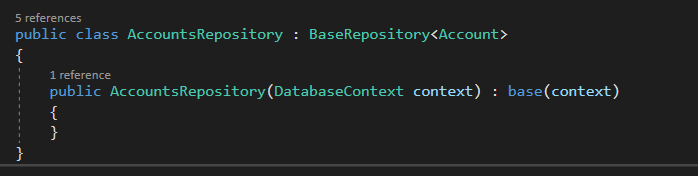 5 references
public class AccountsRepository : BaseRepository<Account>
{
1 reference
public AccountsRepository(DatabaseContext context) : base(context)
{
}
}